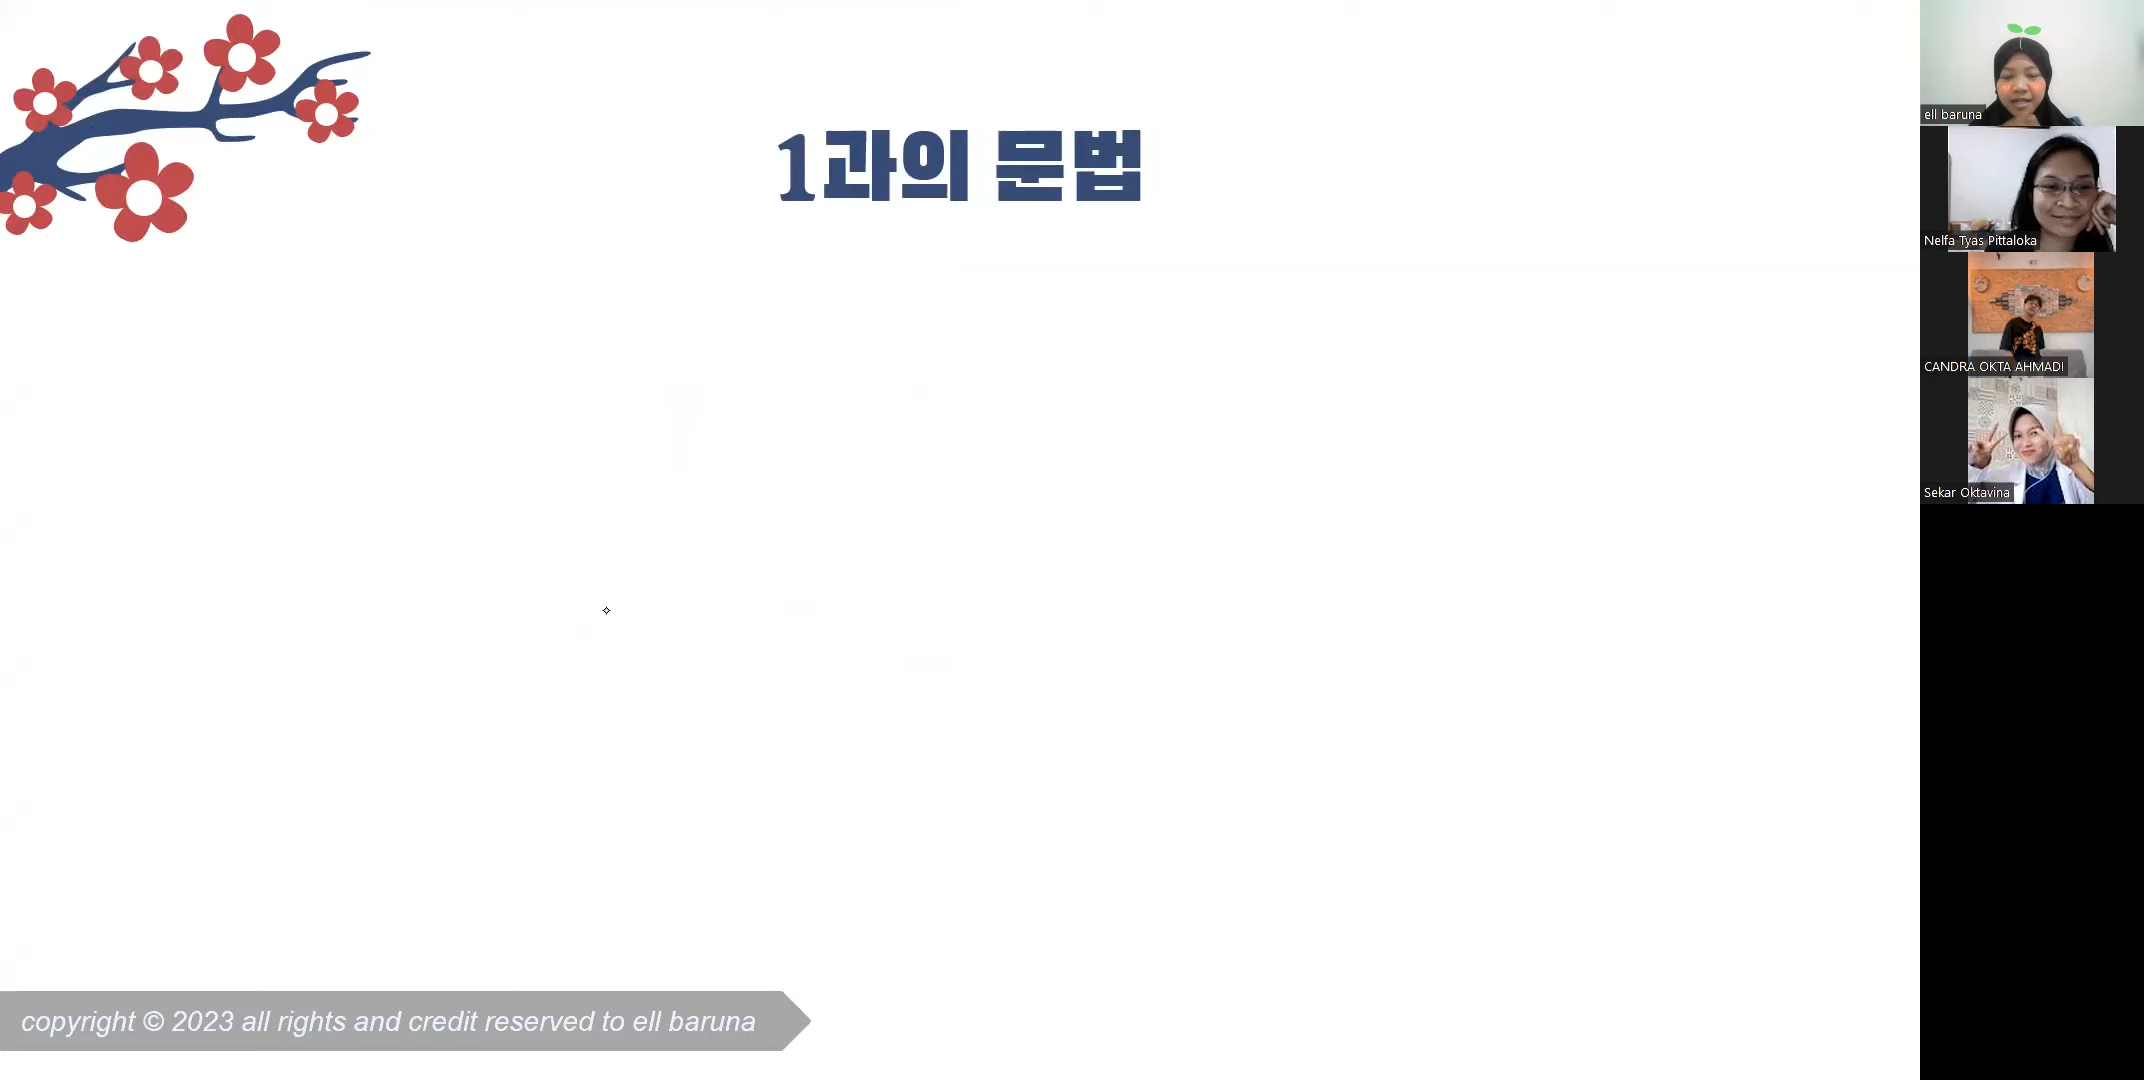 1과의 문법
ell baruna
Nelfa Tyas Pittaloka
CANDRA OKTA AHMADI
Sekar Oktavina
copyright © 2023 all rights and credit reserved to ell baruna